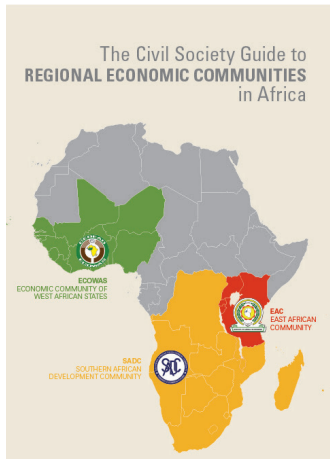 The Civil Society Guide to
REGIONAL ECONOMIC COMMUNITIES
in Africa
ECOWAS
ECONOMIC COMMUNITY OF
WEST AFRICAN STATES
EAC
EAST AFRICAN
COMMUNITY
SADC
SOUTHERN AFRICAN
DEVELOPMENT COMMUNITY